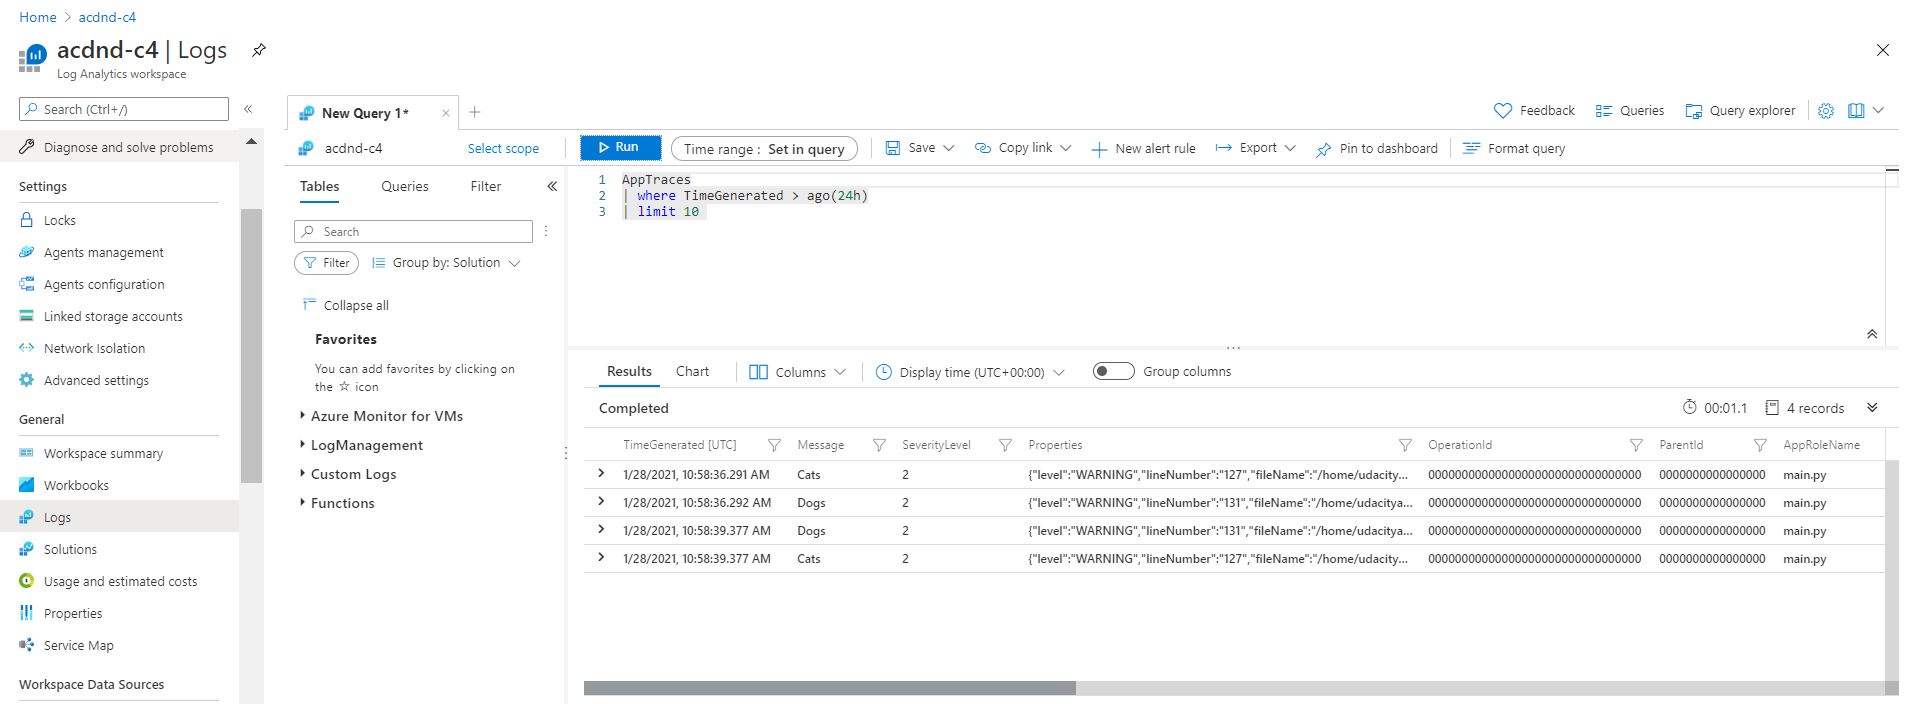 Home > acdnd-c4
acdnd-c4 | Logs
Log Analytics workspace
Search (Ctrl+/)
Diagnose and solve problems
Settings
Locks
Agents management
Agents configuration
Linked storage accounts
Network Isolation
Advanced settings
General
Workspace summary
Workbooks
Logs
Solutions
Usage and estimated costs
Properties
Service Map
Workspace Data Sources
New Query 1*
Feedback Queries Query explorer
acdnd-c4 Select scope Run Time range : Set in query Save Copy link New alert rule Export Pin to dashboard Format query
Tables Queries Filter
Search
Filter Group by: Solution
Collapse all
Favorites
You can add favorites by clicking on
the ☆ icon
Azure Monitor for VMs
LogManagement
Custom Logs
Functions
1 AppTraces
2 | where TimeGenerated > ago(24h)
3 | limit 10
Results Chart Columns Display time (UTC+00:00) Group columns
Completed 00:01.1 4 records
TimeGenerated [UTC] Message SeverityLevel Properties OperationId ParentId AppRoleName
1/28/2021, 10:58:36.291 AM Cats 2 {"level":"WARNING","lineNumber":"127","fileName":"/home/udacity... 00000000000000000000000000000000 0000000000000000 main.py
1/28/2021, 10:58:36.292 AM Dogs 2 {"level":"WARNING","lineNumber":"131","fileName":"/home/udacitya... 00000000000000000000000000000000 0000000000000000 main.py
1/28/2021, 10:58:39.377 AM Dogs 2 {"level":"WARNING","lineNumber":"131","fileName":"/home/udacitya... 00000000000000000000000000000000 0000000000000000 main.py
1/28/2021, 10:58:39.377 AM Cats 2 {"level":"WARNING","lineNumber":"127","fileName":"/home/udacity... 00000000000000000000000000000000 0000000000000000 main.py